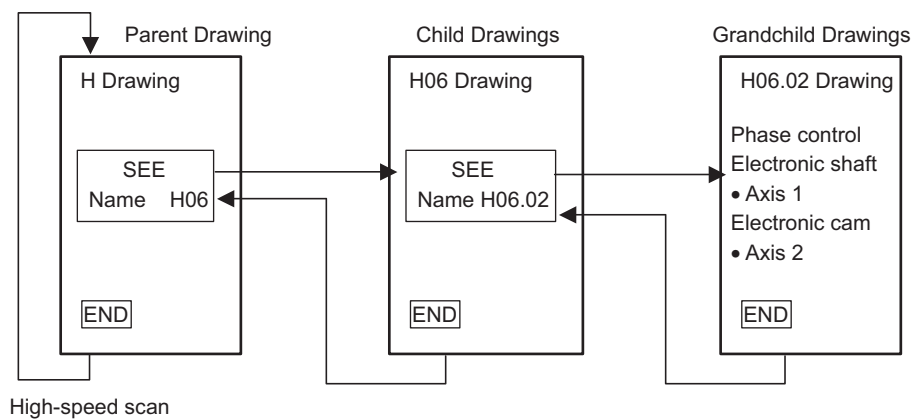 Parent Drawing
H Drawing
SEE
Name H06
END
High-speed scan
Child Drawings
H06 Drawing
SEE
Name H06.02
END
Grandchild Drawings
H06.02 Drawing
Phase control
Electronic shaft
• Axis 1
Electronic cam
• Axis 2
END